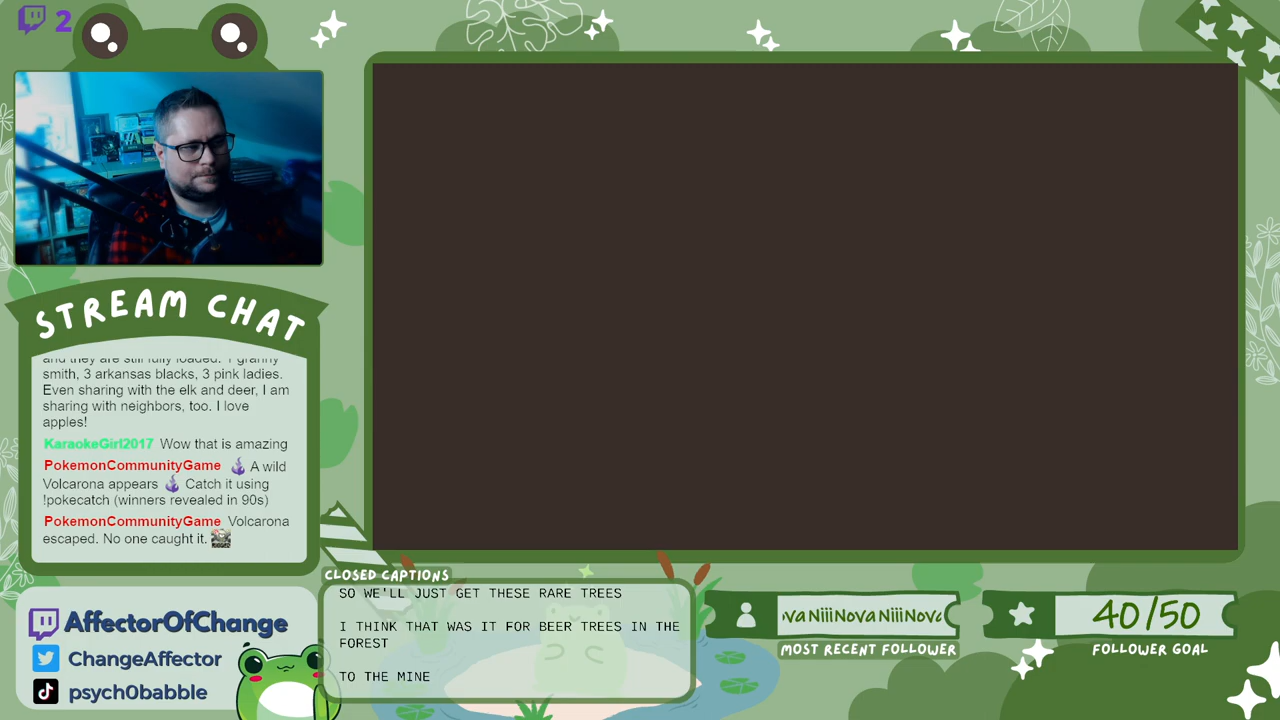 2
STREAM CHAT
and they are still fully loaded. 1 granny
smith, 3 arkansas blacks, 3 pink ladies.
Even sharing with the elk and deer, I am
sharing with neighbors, too. I love
apples!
KaraokeGirl2017 Wow that is amazing
PokemonCommunityGame A wild
Volcarona appears Catch it using
!pokecatch (winners revealed in 90s)
PokemonCommunityGame Volcarona
escaped. No one caught it.
AffectorOfChange
ChangeAffector
psych0babble
CLOSED CAPTIONS
SO WE'LL JUST GET THESE RARE TREES
I THINK THAT WAS IT FOR BEER TREES IN THE
FOREST
TO THE MINE
va NiiiNova NiiiNova
MOST RECENT FOLLOWER
40/50
FOLLOWER GOAL